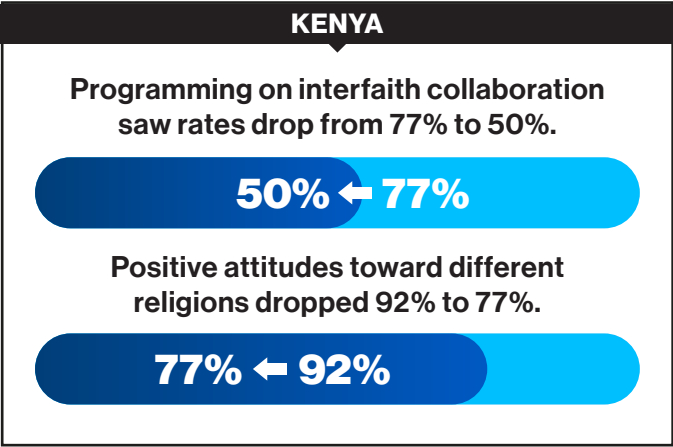 KENYA
Programming on interfaith collaboration
saw rates drop from 77% to 50%.
50% ← 77%
Positive attitudes toward different
religions dropped 92% to 77%.
77% ← 92%